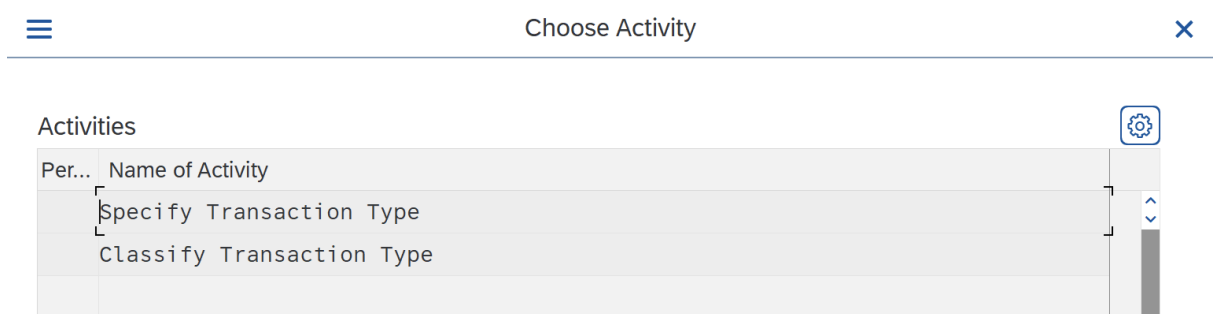 Choose Activity
Activities
Per... Name of Activity
Specify Transaction Type
Classify Transaction Type